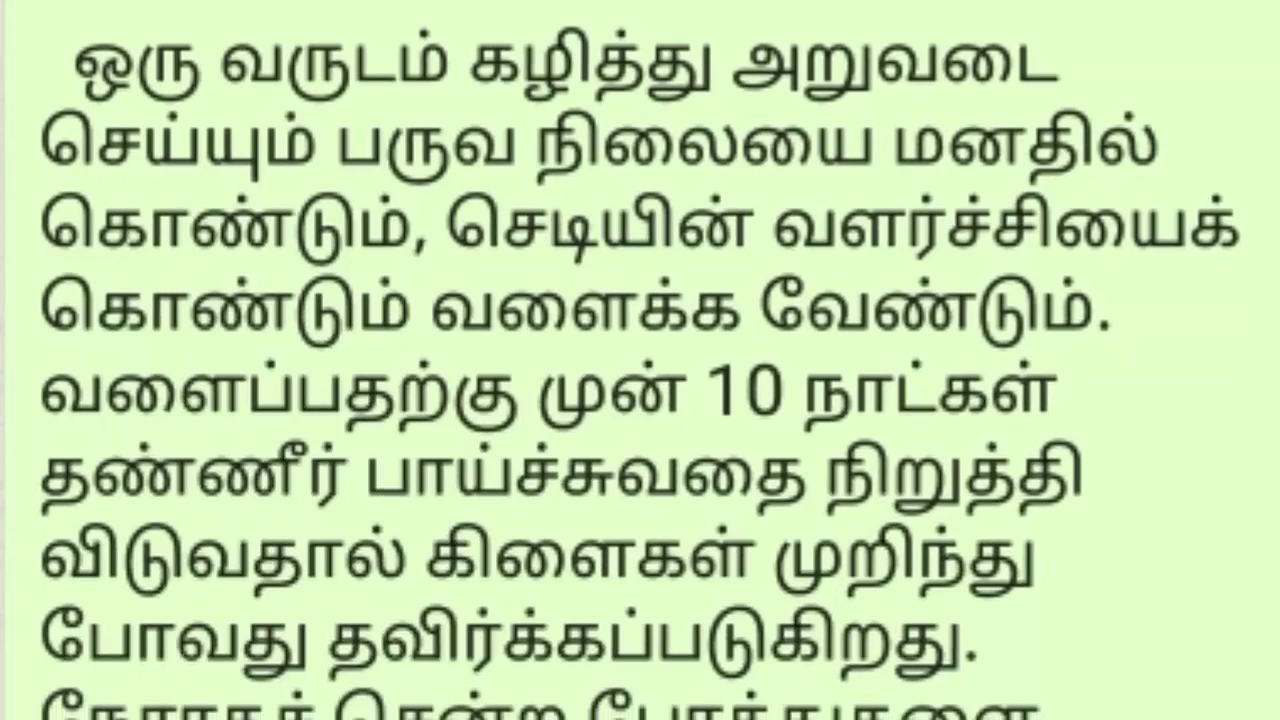 ஒரு வருடம் கழித்து அறுவடை
செய்யும் பருவ நிலையை மனதில்
கொண்டும், செடியின் வளர்ச்சியைக்
கொண்டும் வளைக்க வேண்டும்.
வளைப்பதற்கு முன் 10 நாட்கள்
தண்ணீர் பாய்ச்சுவதை நிறுத்தி
விடுவதால் கிளைகள் முறிந்து
போவது தவிர்க்கப்படுகிறது.